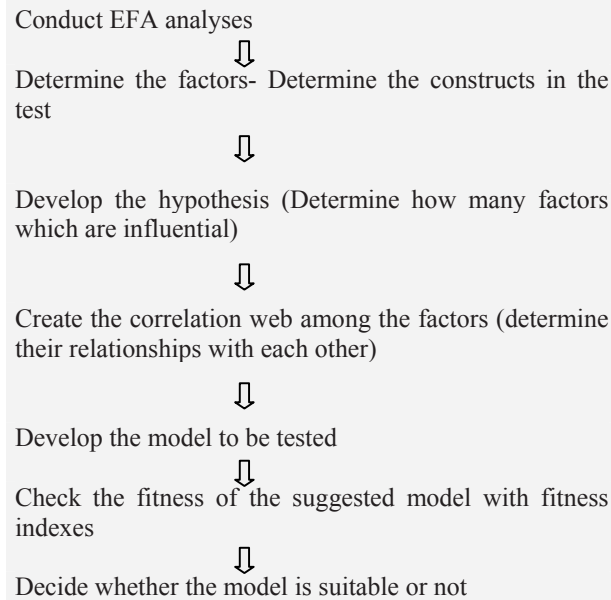 Conduct EFA analyses
Determine the factors- Determine the constructs in the
test
Develop the hypothesis (Determine how many factors
which are influential)
Create the correlation web among the factors (determine
their relationships with each other)
Develop the model to be tested
Check the fitness of the suggested model with fitness
indexes
Decide whether the model is suitable or not